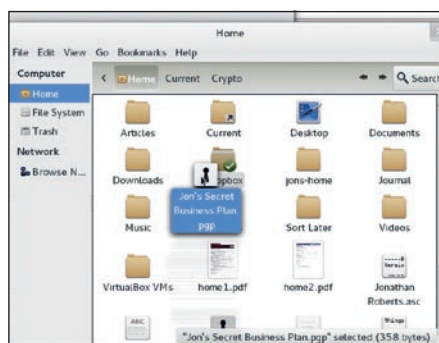 Home
File Edit View Go Bookmarks Help
Computer
Home
File System
Trash
Network
Browse N...
Home Current Crypto
Search
Articles Current Desktop Documents
Downloads jons-home Journal
Jon's Secret
Business Plan.
pgp
Music Sort Later Videos
VirtualBox VMs home1.pdf home2.pdf Jonathan
Roberts.asc
ABC
"Jon's Secret Business Plan.pgp" selected (358 bytes)